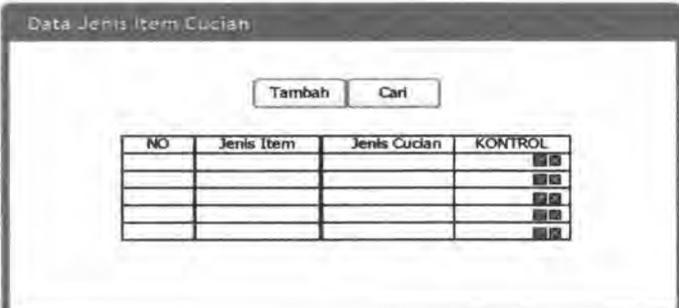 Data Jenis Item Cucian
Tambah Cari
NO Jenis Item Jenis Cucian KONTROL